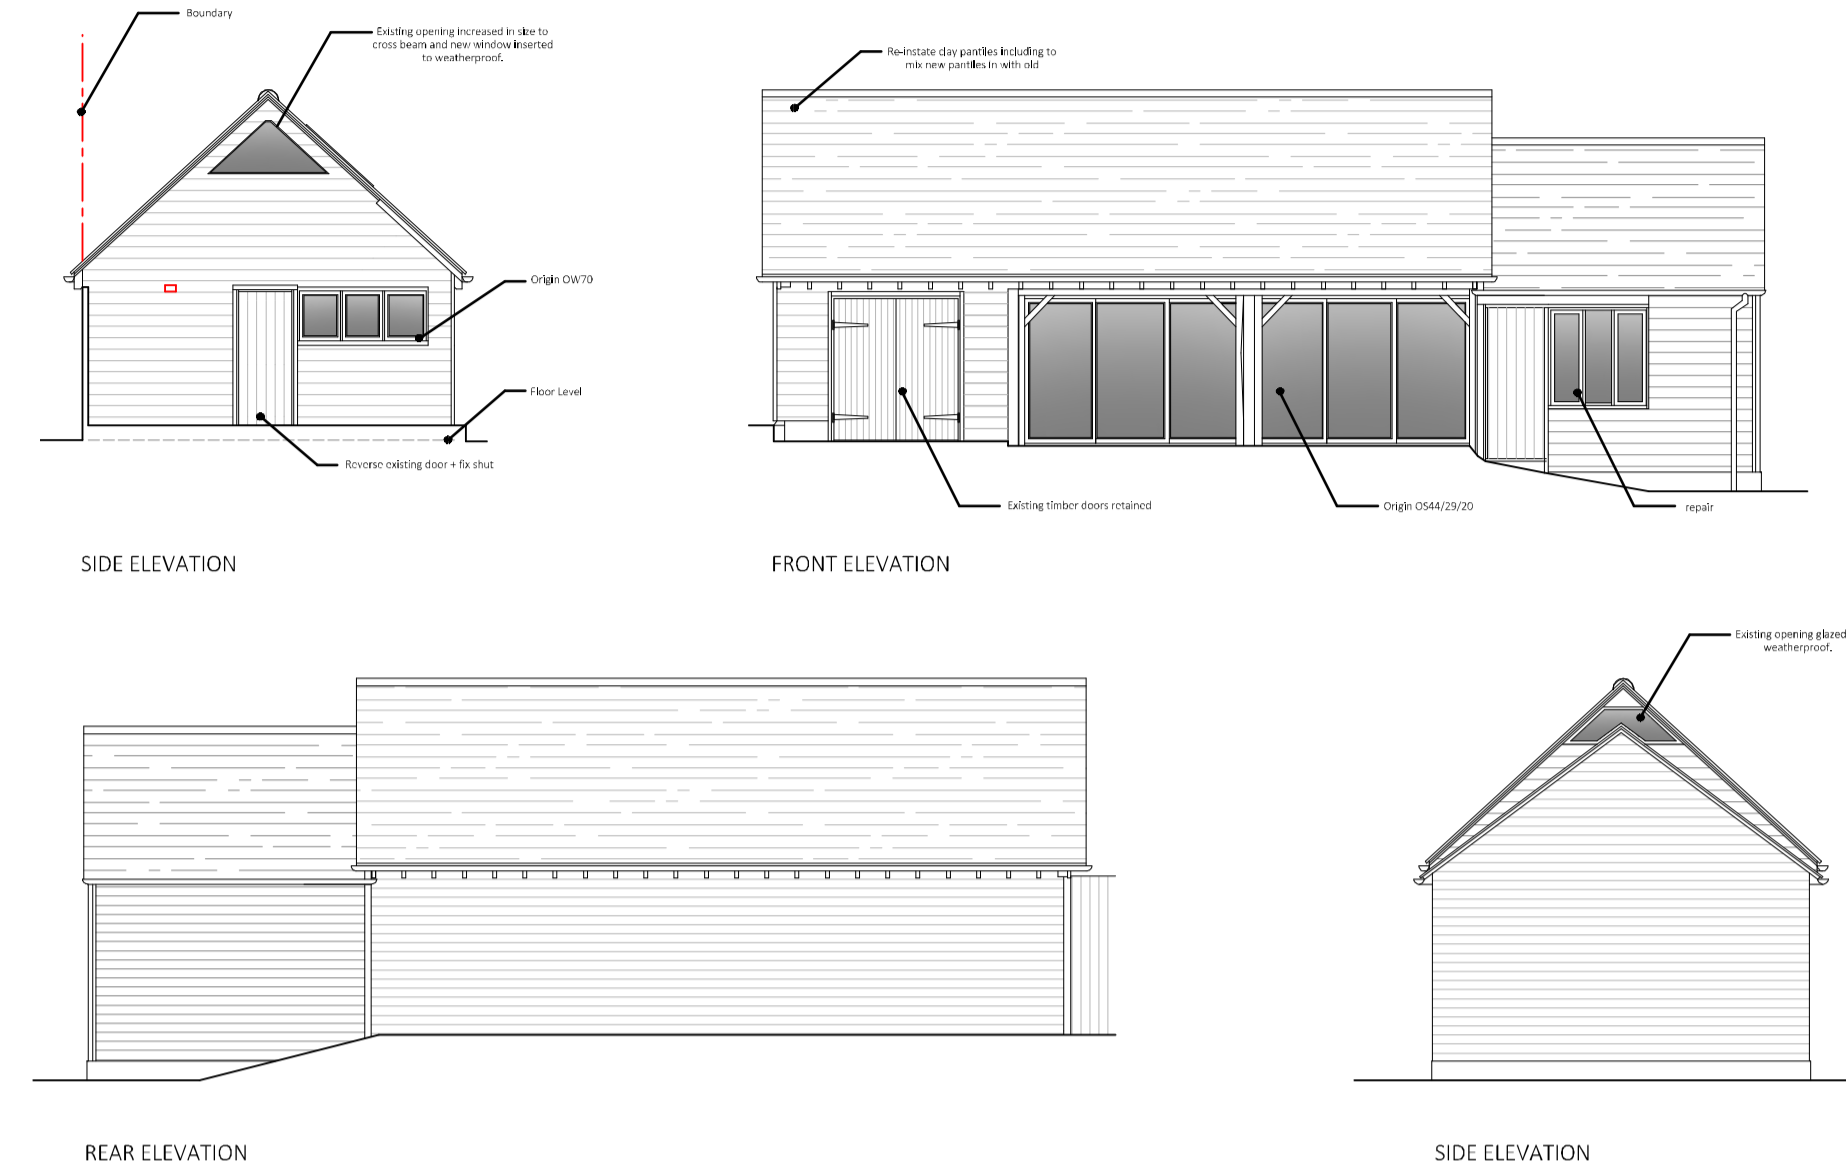 Boundary
Existing opening increased in size to
cross beam and new window inserted
to weatherproof.
Origin OW70
Floor Level
Reverse existing door + fix shut
SIDE ELEVATION
Re-instate clay pantiles including to
mix new pantiles in with old
Existing timber doors retained
Origin OS44/29/20
repair
FRONT ELEVATION
REAR ELEVATION
Existing opening glazed
weatherproof.
SIDE ELEVATION